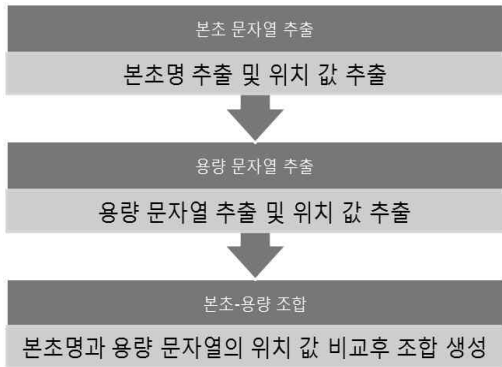 본초 문자열 추출
본초명 추출 및 위치 값 추출
용량 문자열 추출
용량 문자열 추출 및 위치 값 추출
본초-용량 조합
본초명과 용량 문자열의 위치 값 비교후 조합 생성